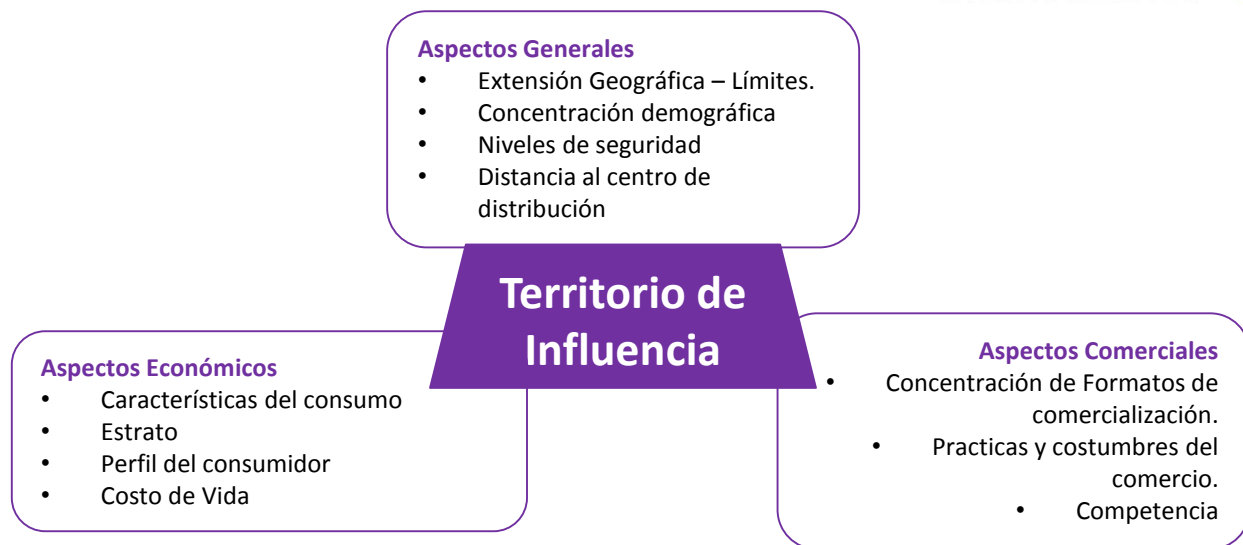 Aspectos Generales
• Extensión Geográfica – Límites.
• Concentración demográfica
• Niveles de seguridad
• Distancia al centro de
distribución
Territorio de
Influencia
Aspectos Económicos
• Características del consumo
• Estrato
• Perfil del consumidor
• Costo de Vida
Aspectos Comerciales
• Concentración de Formatos de
comercialización.
• Practicas y costumbres del
comercio.
• Competencia